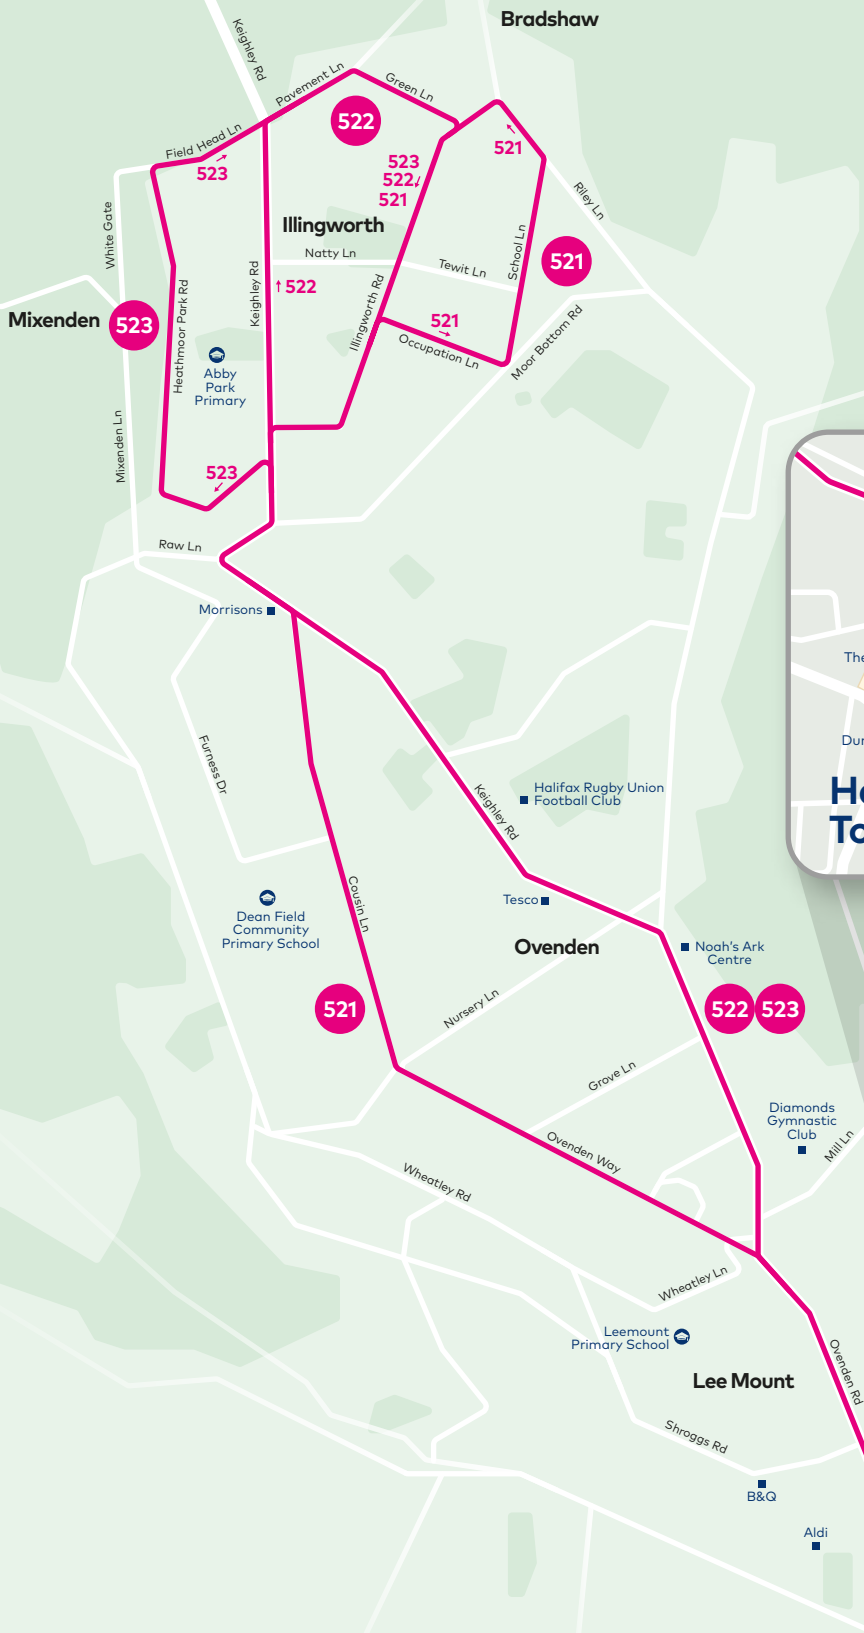 Bradshaw
Keighley Rd
Pavement Ln
Green Ln
522
Field Head Ln
523
521
523
522
521
Riley Ln
White Gate
Illingworth
Natty Ln
Tewit Ln
School Ln
521
Keighley Rd
522
Heathmoor Park Rd
Illingworth Rd
Mixenden
523
521
Occupation Ln
Moor Bottom Rd
Abby
Park
Primary
Mixenden Ln
523
Raw Ln
Morrisons
Furness Dr
Keighley Rd
Halifax Rugby Union
Football Club
Cousin Ln
Tesco
Dean Field
Community
Primary School
Ovenden
Noah's Ark
Centre
521
Nursery Ln
522
523
Grove Ln
Diamonds
Gymnastic
Club
Mill Ln
Ovenden Way
Wheatley Rd
Wheatley Ln
Leemount
Primary School
Ovenden Rd
Lee Mount
Shroggs Rd
B&Q
Aldi